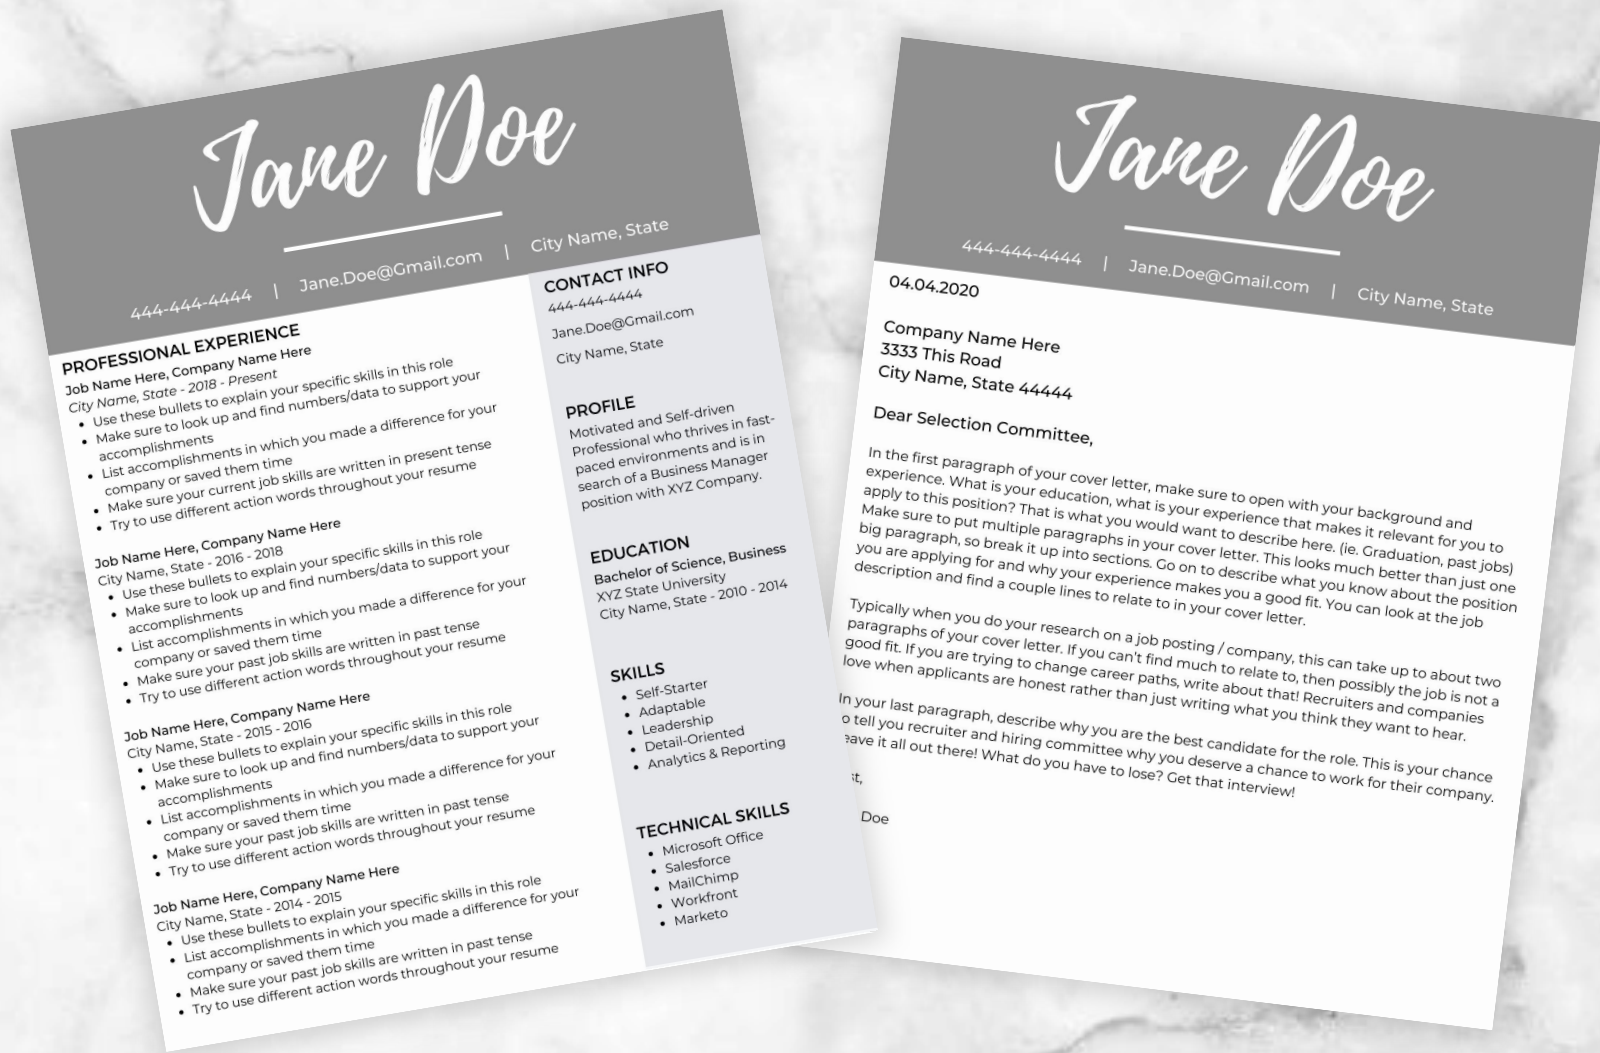 Jane Doe
444-444-4444 | Jane.Doe@Gmail.com | City Name, State
PROFESSIONAL EXPERIENCE
Job Name Here, Company Name Here
City Name, State - 2018 - Present
• Use these bullets to explain your specific skills in this role
• Make sure to look up and find numbers/data to support your
accomplishments
• List accomplishments in which you made a difference for your
company or saved them time
• Make sure your current job skills are written in present tense
• Try to use different action words throughout your resume
Job Name Here, Company Name Here
City Name, State - 2016 - 2018
• Use these bullets to explain your specific skills in this role
• Make sure to look up and find numbers/data to support your
accomplishments
• List accomplishments in which you made a difference for your
company or saved them time
• Make sure your past job skills are written in past tense
• Try to use different action words throughout your resume
Job Name Here, Company Name Here
City Name, State - 2015 - 2016
• Use these bullets to explain your specific skills in this role
• Make sure to look up and find numbers/data to support your
accomplishments
• List accomplishments in which you made a difference for your
company or saved them time
• Make sure your past job skills are written in past tense
• Try to use different action words throughout your resume
Job Name Here, Company Name Here
City Name, State - 2014 - 2015
• Use these bullets to explain your specific skills in this role
• List accomplishments in which you made a difference for your
company or saved them time
• Make sure your past job skills are written in past tense
• Try to use different action words throughout your resume
CONTACT INFO
444-444-4444
Jane.Doe@Gmail.com
City Name, State
PROFILE
Motivated and Self-driven
Professional who thrives in fast-
paced environments and is in
search of a Business Manager
position with XYZ Company.
EDUCATION
Bachelor of Science, Business
XYZ State University
City Name, State - 2010 - 2014
SKILLS
• Self-Starter
• Adaptable
• Leadership
• Detail-Oriented
• Analytics & Reporting
TECHNICAL SKILLS
• Microsoft Office
• Salesforce
• MailChimp
• Workfront
• Marketo
Jane Doe
444-444-4444 | Jane.Doe@Gmail.com | City Name, State
04.04.2020
Company Name Here
3333 This Road
City Name, State 44444
Dear Selection Committee,
In the first paragraph of your cover letter, make sure to open with your background and
experience. What is your education, what is your experience that makes it relevant for you to
apply to this position? That is what you would want to describe here. (ie. Graduation, past jobs)
Make sure to put multiple paragraphs in your cover letter. This looks much better than just one
big paragraph, so break it up into sections. Go on to describe what you know about the position
you are applying for and why your experience makes you a good fit. You can look at the job
description and find a couple lines to relate to in your cover letter.
Typically when you do your research on a job posting / company, this can take up to about two
paragraphs of your cover letter. If you can't find much to relate to, then possibly the job is not a
good fit. If you are trying to change career paths, write about that! Recruiters and companies
love when applicants are honest rather than just writing what you think they want to hear.
In your last paragraph, describe why you are the best candidate for the role. This is your chance
o tell you recruiter and hiring committee why you deserve a chance to work for their company.
eave it all out there! What do you have to lose? Get that interview!
st,
Doe